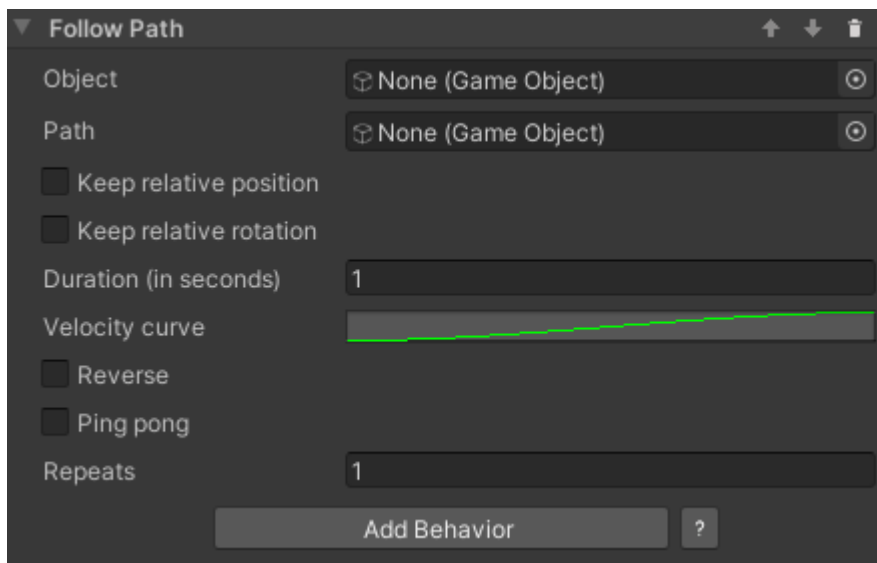 Follow Path
Object None (Game Object)
Path None (Game Object)
Keep relative position
Keep relative rotation
Duration (in seconds) 1
Velocity curve
Reverse
Ping pong
Repeats 1
Add Behavior ?